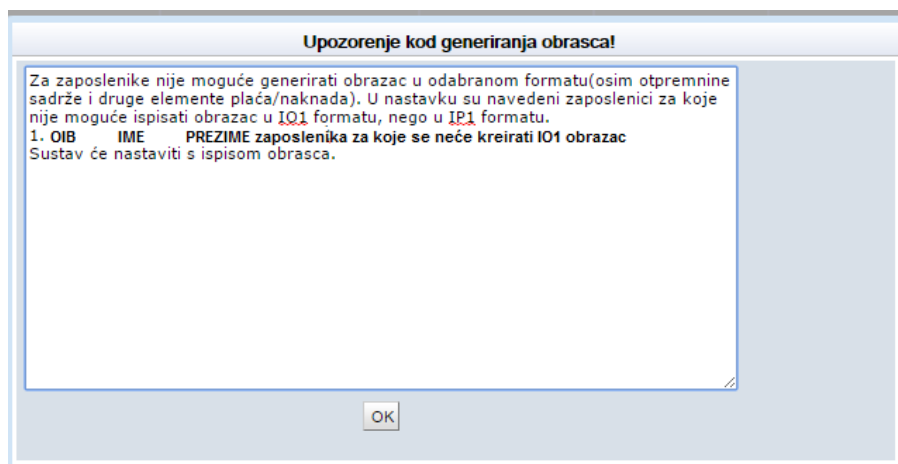 Upozorenje kod generiranja obrasca!
Za zaposlenike nije moguće generirati obrazac u odabranom formatu(osim otpremnine
sadrže i druge elemente plaća/naknada). U nastavku su navedeni zaposlenici za koje
nije moguće ispisati obrazac u IO1 formatu, nego u IP1 formatu.
1. OIB IME PREZIME zaposlenika za koje se neće kreirati IO1 obrazac
Sustav će nastaviti s ispisom obrasca.
OK